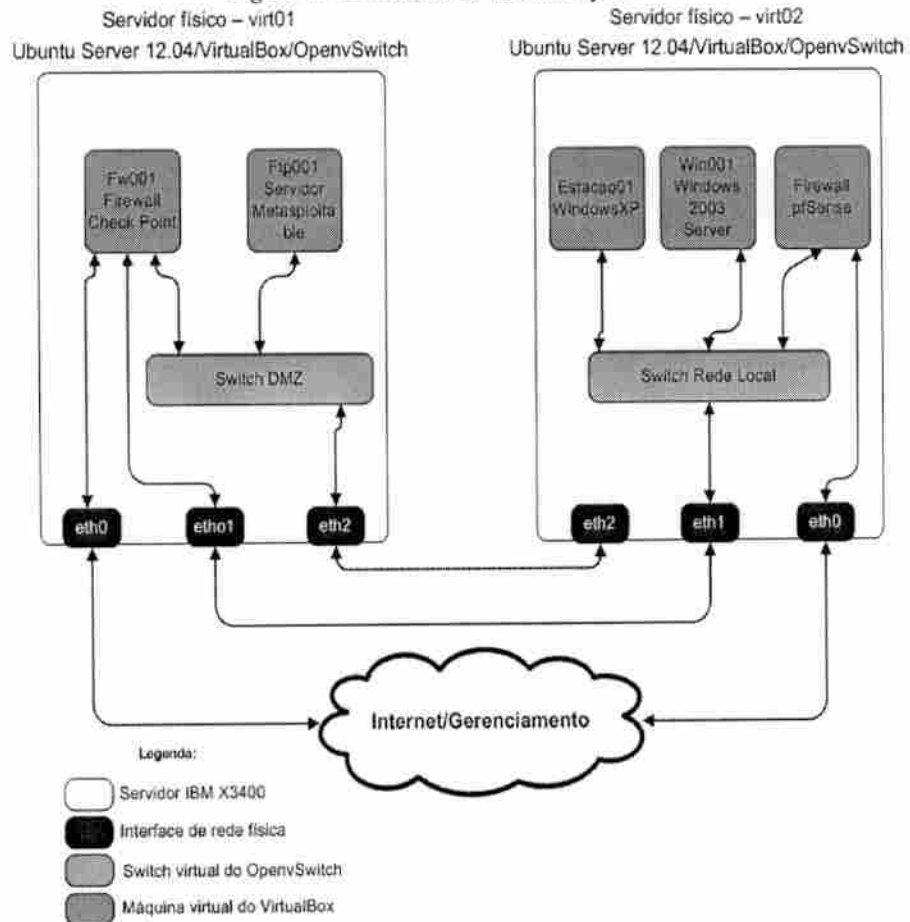 Servidor físico – virt01
Ubuntu Server 12.04/VirtualBox/OpenvSwitch
Servidor físico – virt02
Ubuntu Server 12.04/VirtualBox/OpenvSwitch
Fw001
Firewall
Check Point
Ftp001
Servidor
Metasploita
ble
Estacao01
WindowsXP
Win001
Windows
2003
Server
Firewall
pfSense
Switch DMZ
Switch Rede Local
eth0
etho1
eth2
eth2
eth1
eth0
Internet/Gerenciamento
Legenda:
Servidor IBM X3400
Interface de rede física
Switch virtual do OpenvSwitch
Máquina virtual do VirtualBox